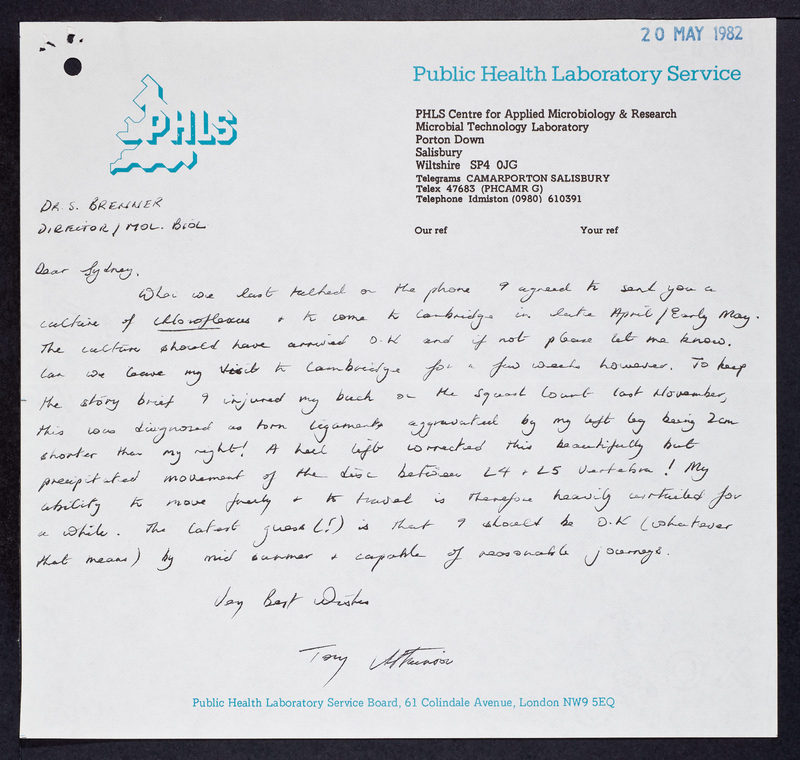 20 MAY 1982
Public Health Laboratory Service
PHLS
PHLS Centre for Applied Microbiology & Research
Microbial Technology Laboratory
Porton Down
Salisbury
Wiltshire SP4 0JG
Telegrams CAMARPORTON SALISBURY
Telex 47683 (PHCAMR G)
Telephone Idmiston (0980) 610391
Our ref Your ref
DR S. BRENNER
DIRECTOR / MOL. BIOL
Dear Sydney,
When we last talked on the phone I agreed to send you a
culture of chloroflexus + to come to Cambridge in late April/Early May.
The culture should have arrived O.K and if not please let me know.
Can we leave my visit to Cambridge for a few weeks however. To keep
the story brief I injured my back on the squash court last November,
this was diagnosed as torn ligaments aggravated by my left leg being 2cm
shorter than my right! A heel lift corrected this beautifully but
precipitated movement of the disc between L4 + L5 vertebra! My
ability to move freely + to travel is therefore heavily curtailed for
a while. The latest guess (!) is that I should be O.K (whatever
that means) by mid summer + capable of reasonable journeys.
Very Best Wishes
Tony Atkinson
Public Health Laboratory Service Board, 61 Colindale Avenue, London NW9 5EQ